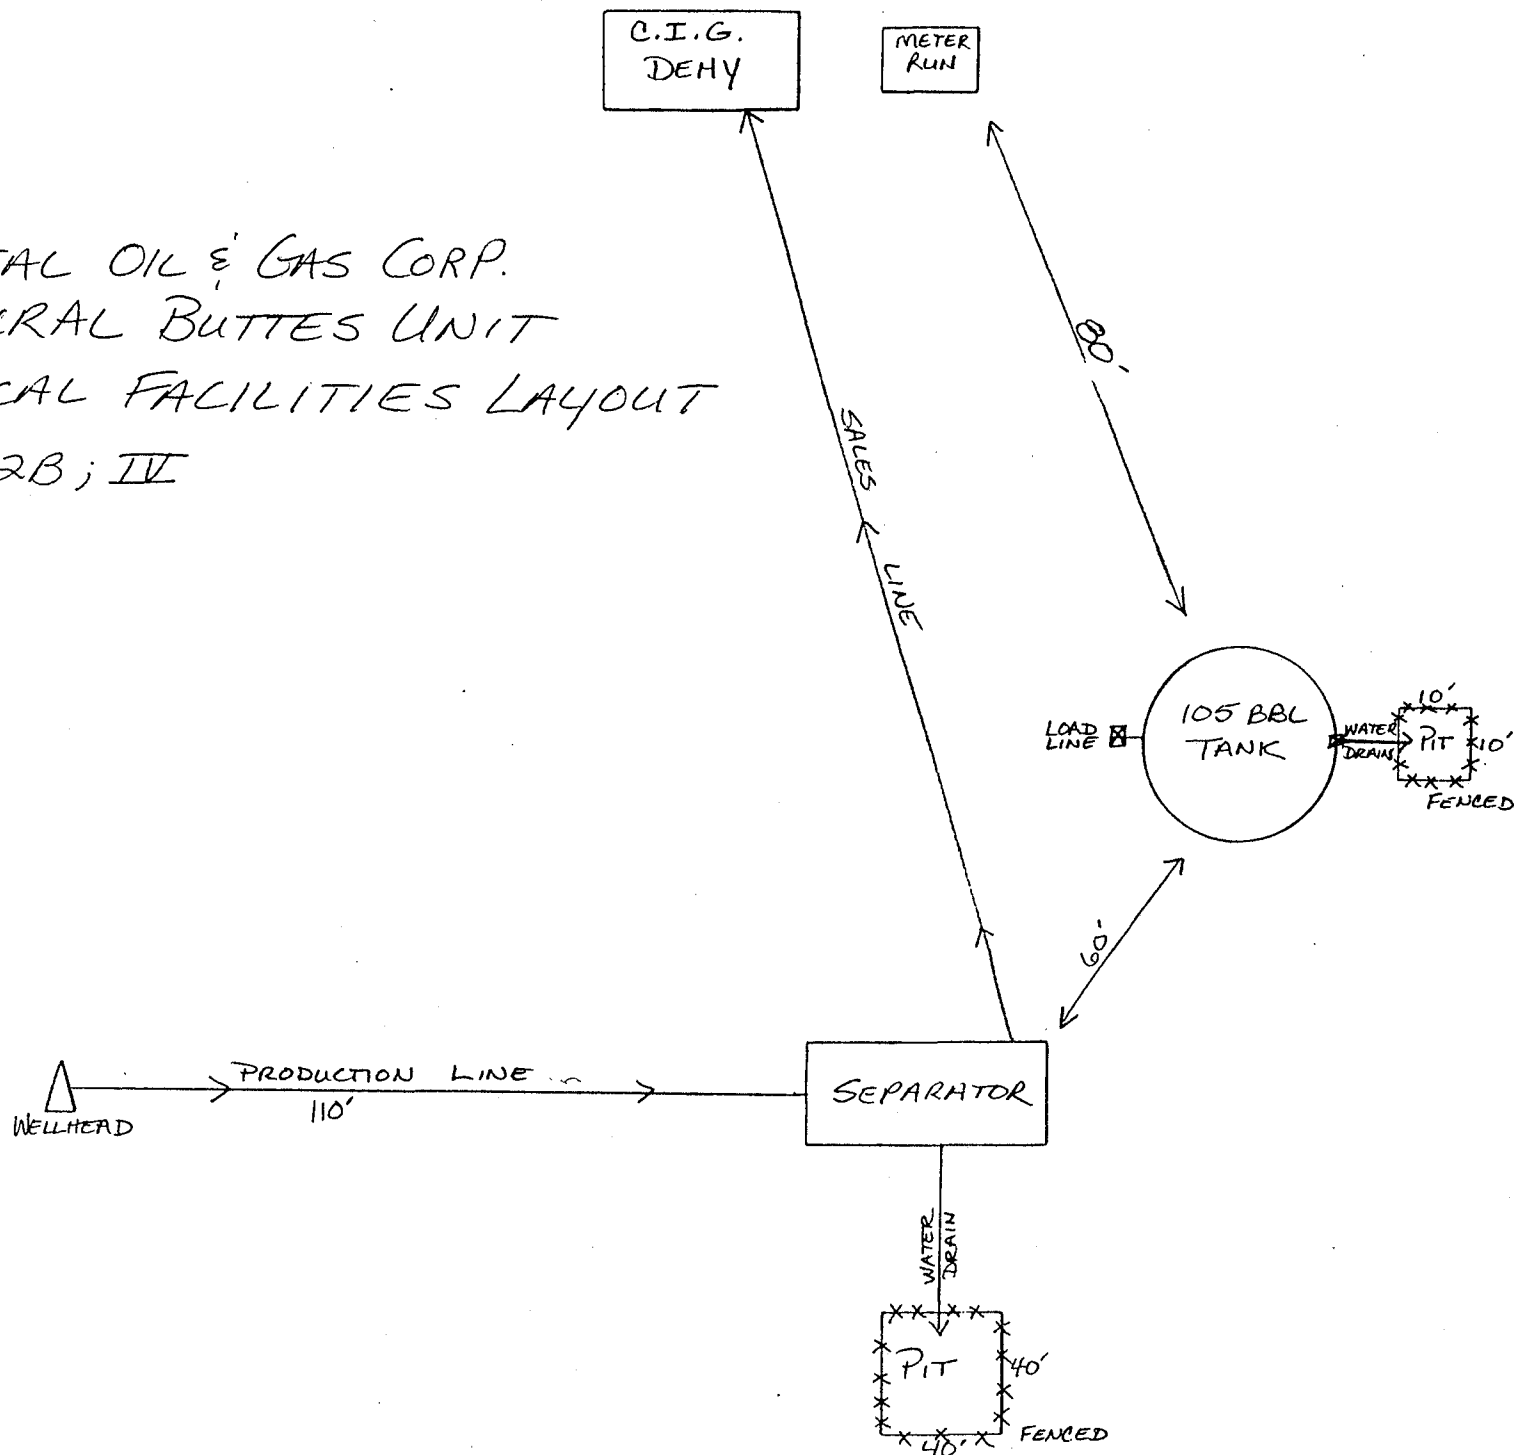 C.I.G.
DEHY
METER
RUN
TAL OIL & GAS CORP.
ERAL BUTTES UNIT
CAL FACILITIES LAYOUT
2B; IV
80'
SALES LINE
105 BBL
TANK
LOAD
LINE
WATER
DRAIN
10'
PIT
10'
FENCED
60'
PRODUCTION LINE
110'
WELLHEAD
SEPARATOR
WATER
DRAIN
PIT
40'
40'
FENCED